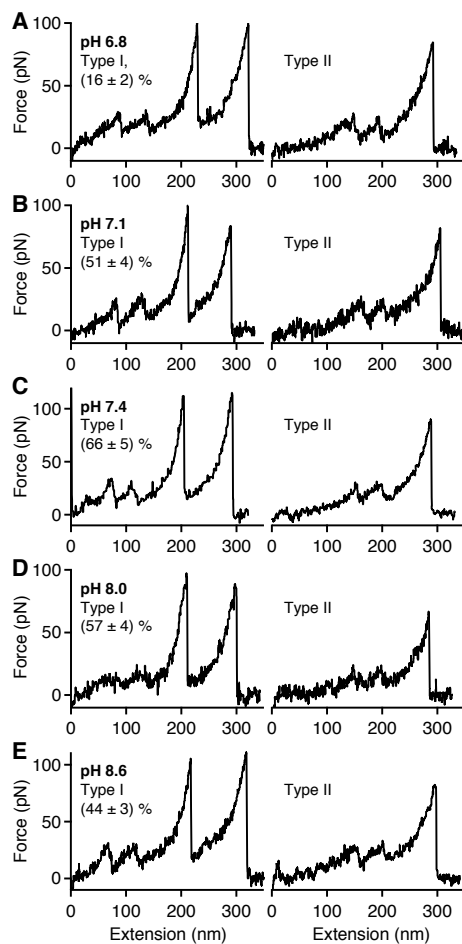 A
pH 6.8
Type I,
(16 ± 2) %
Type II
Force (pN)
100
50
0
0 100 200 300 0 100 200 300
B
pH 7.1
Type I
(51 ± 4) %
Type II
Force (pN)
100
50
0
0 100 200 300 0 100 200 300
C
pH 7.4
Type I
(66 ± 5) %
Type II
Force (pN)
100
50
0
0 100 200 300 0 100 200 300
D
pH 8.0
Type I
(57 ± 4) %
Type II
Force (pN)
100
50
0
0 100 200 300 0 100 200 300
E
pH 8.6
Type I
(44 ± 3) %
Type II
Force (pN)
100
50
0
0 100 200 300 0 100 200 300
Extension (nm) Extension (nm)